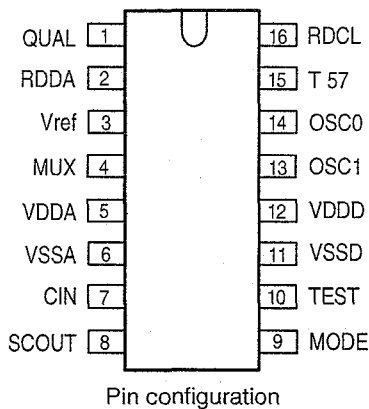 QUAL 1 16 RDCL
RDDA 2 15 T 57
Vref 3 14 OSC0
MUX 4 13 OSC1
VDDA 5 12 VDDD
VSSA 6 11 VSSD
CIN 7 10 TEST
SCOUT 8 9 MODE
Pin configuration